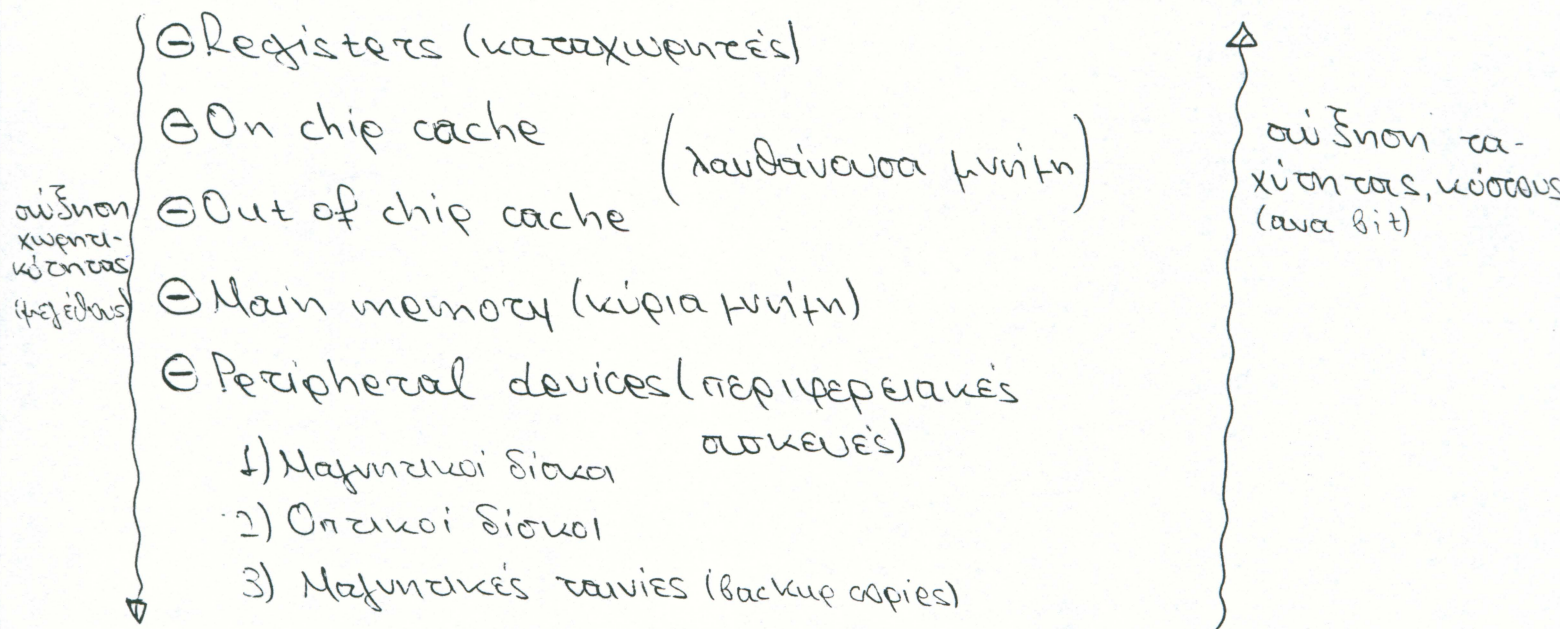 Registers (καταχωρητές)
On chip cache
(λανθάνουσα μνήμη)
Out of chip cache
Main memory (κύρια μνήμη)
Peripheral devices (περιφερειακές
συσκευές)
1) Μαγνητικοί δίσκοι
2) Οπτικοί δίσκοι
3) Μαγνητικές ταινίες (backup copies)
αύξηση
χωρητι-
κότητας
(μεγέθους)
αύξηση τα-
χύτητας, κόστους
(ανα bit)